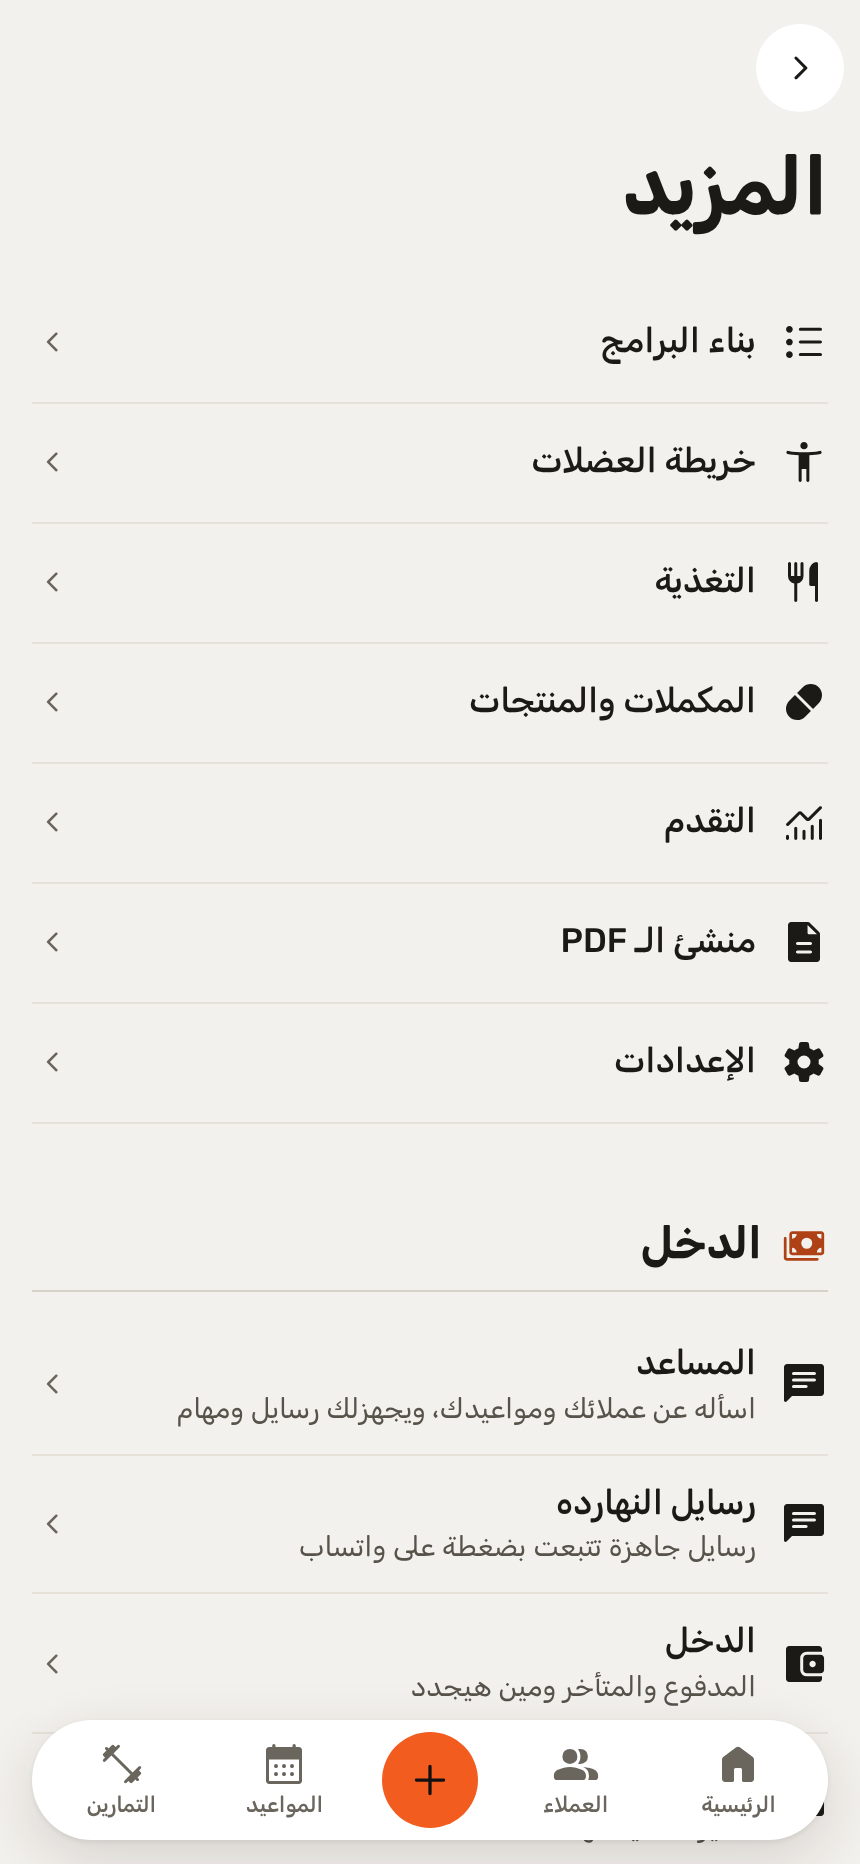 المزيد
بناء البرامج
خريطة العضلات
التغذية
المكملات والمنتجات
التقدم
منشئ الـ PDF
الإعدادات
الدخل
المساعد
اسأله عن عملائك ومواعيدك، ويجهزلك رسايل ومهام
رسايل النهارده
رسايل جاهزة تتبعت بضغطة على واتساب
الدخل
المدفوع والمتأخر ومين هيجدد
الرئيسية
العملاء
المواعيد
التمارين